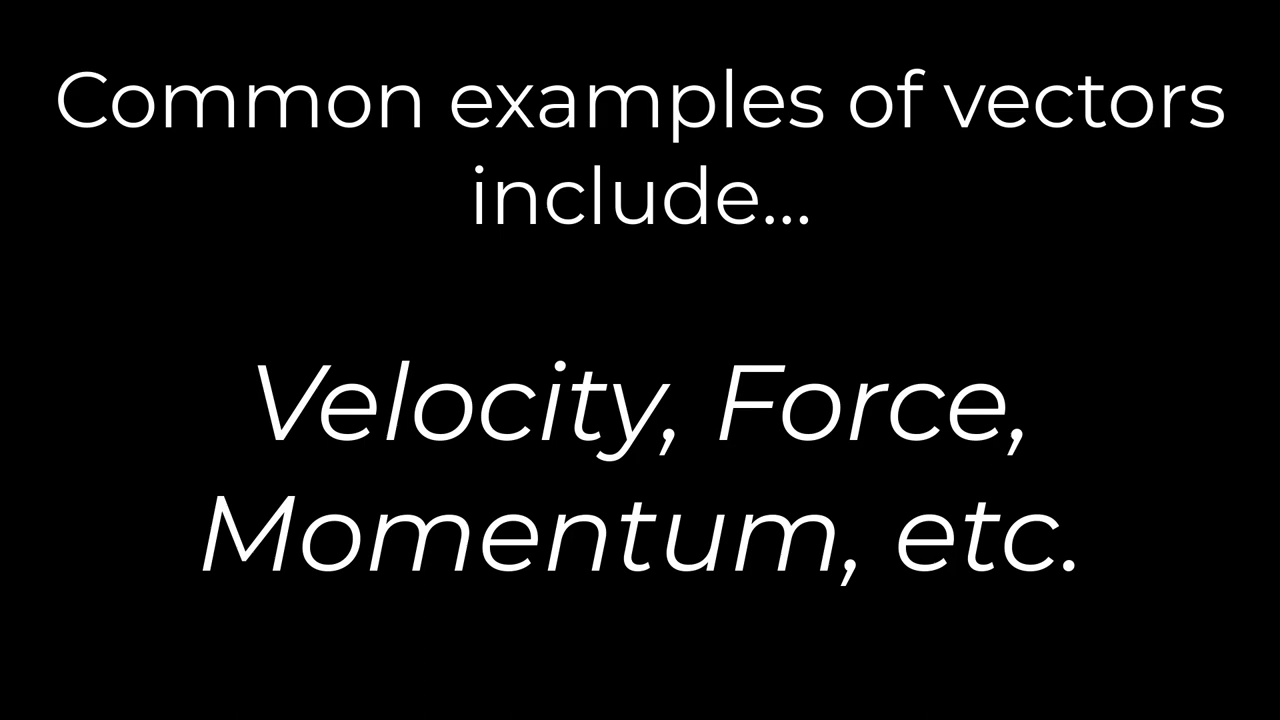 Common examples of vectors
include...
Velocity, Force,
Momentum, etc.